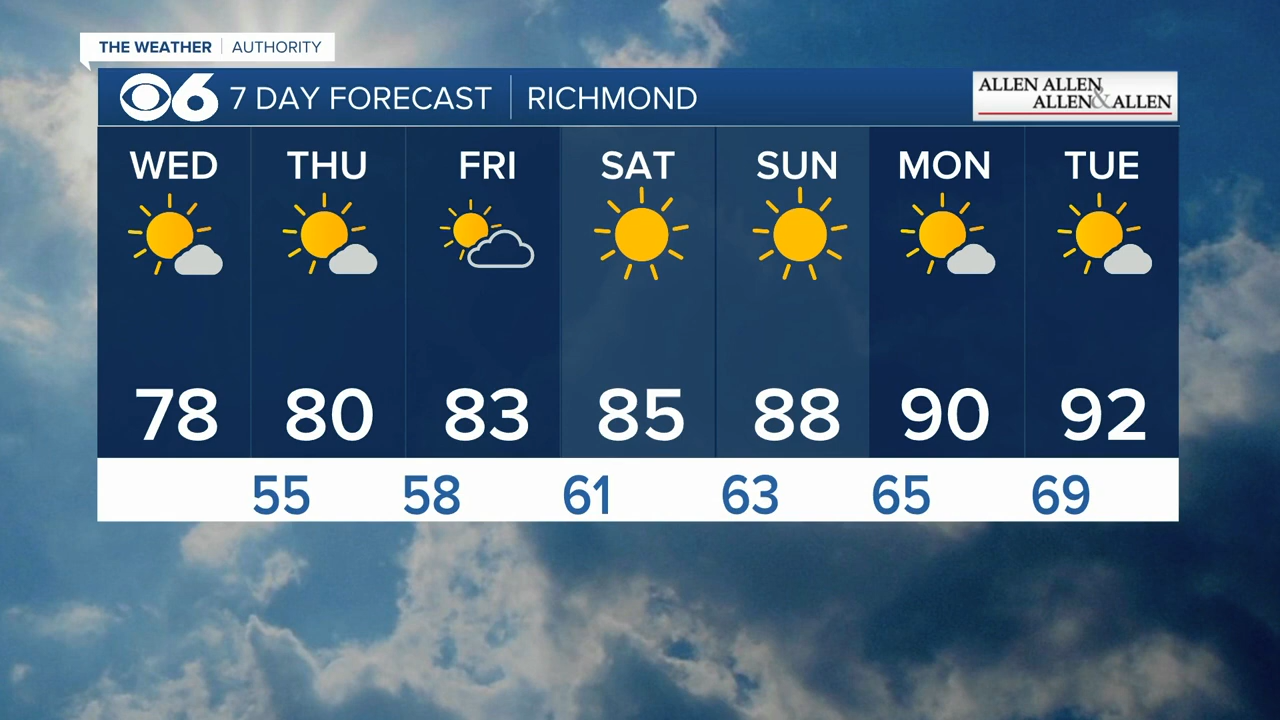 THE WEATHER | AUTHORITY
6 7 DAY FORECAST | RICHMOND
ALLEN ALLEN
ALLEN & ALLEN
WED THU FRI SAT SUN MON TUE
78 80 83 85 88 90 92
55 58 61 63 65 69